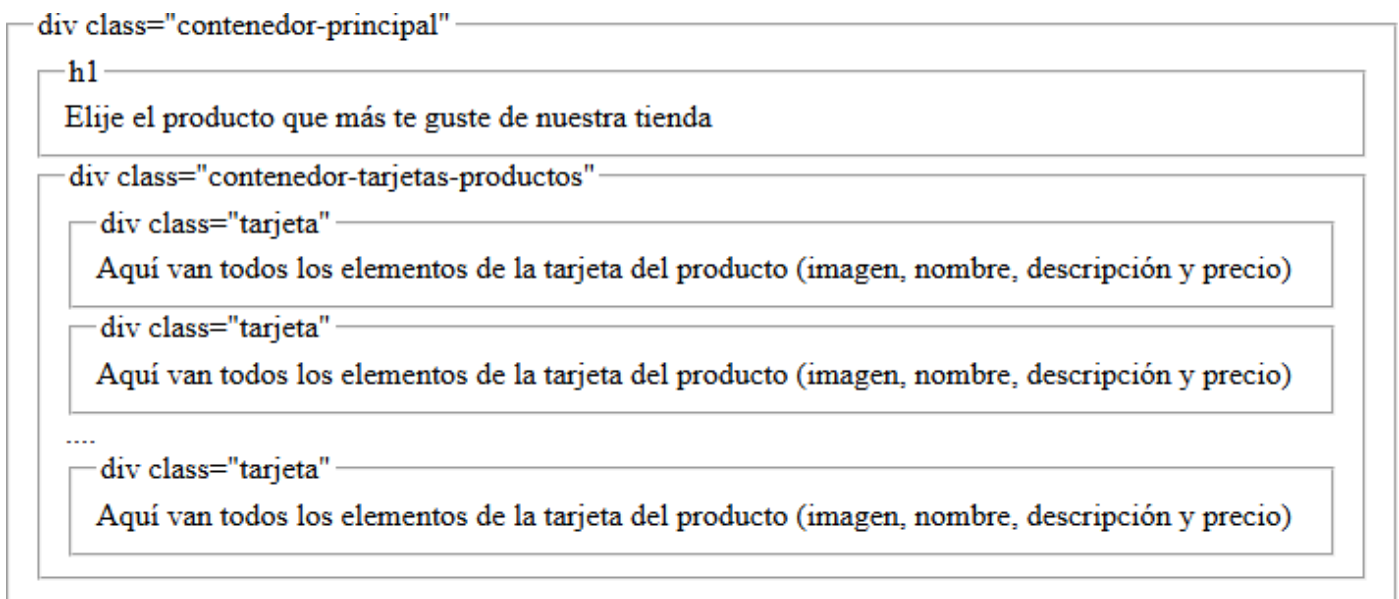 div class="contenedor-principal"
h1
Elije el producto que más te guste de nuestra tienda
div class="contenedor-tarjetas-productos"
div class="tarjeta"
Aquí van todos los elementos de la tarjeta del producto (imagen, nombre, descripción y precio)
div class="tarjeta"
Aquí van todos los elementos de la tarjeta del producto (imagen, nombre, descripción y precio)
....
div class="tarjeta"
Aquí van todos los elementos de la tarjeta del producto (imagen, nombre, descripción y precio)